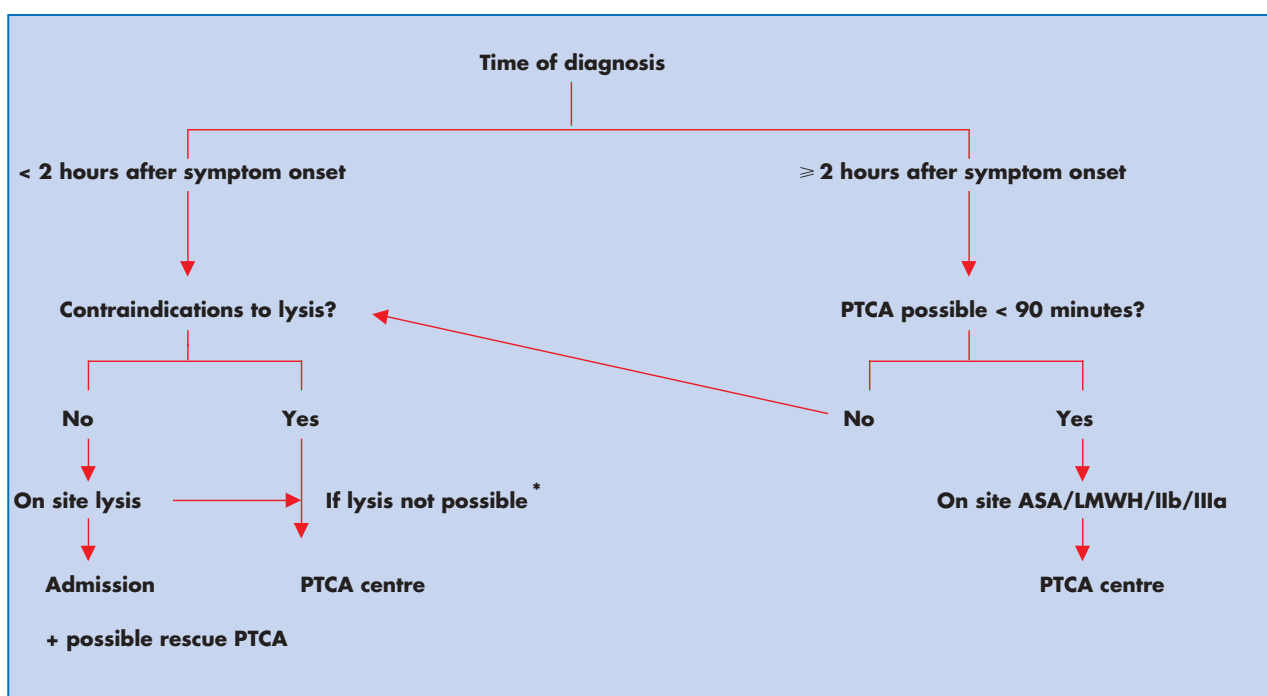 Time of diagnosis
< 2 hours after symptom onset
⩾ 2 hours after symptom onset
Contraindications to lysis?
PTCA possible < 90 minutes?
No
Yes
No
Yes
On site lysis
If lysis not possible*
On site ASA/LMWH/IIb/IIIa
Admission
PTCA centre
PTCA centre
+ possible rescue PTCA